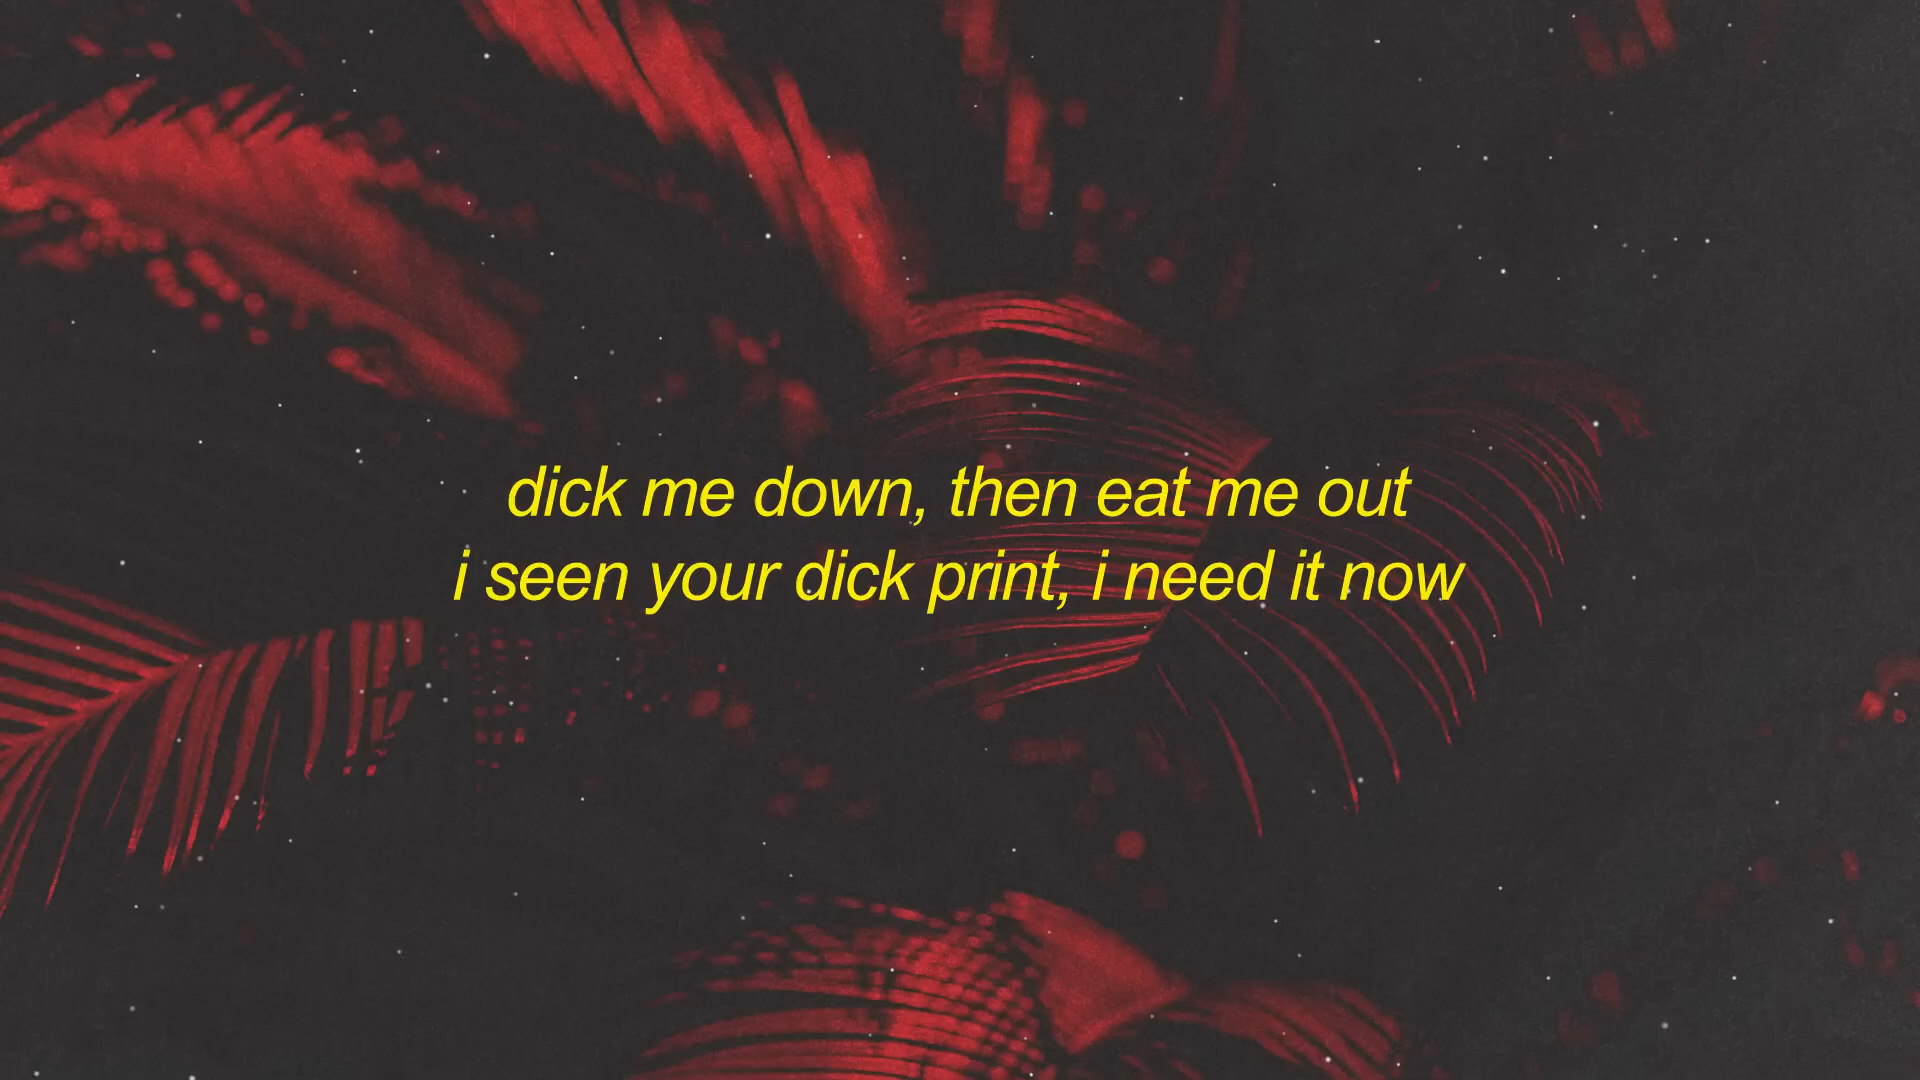 dick me down, then eat me out
i seen your dick print, i need it now